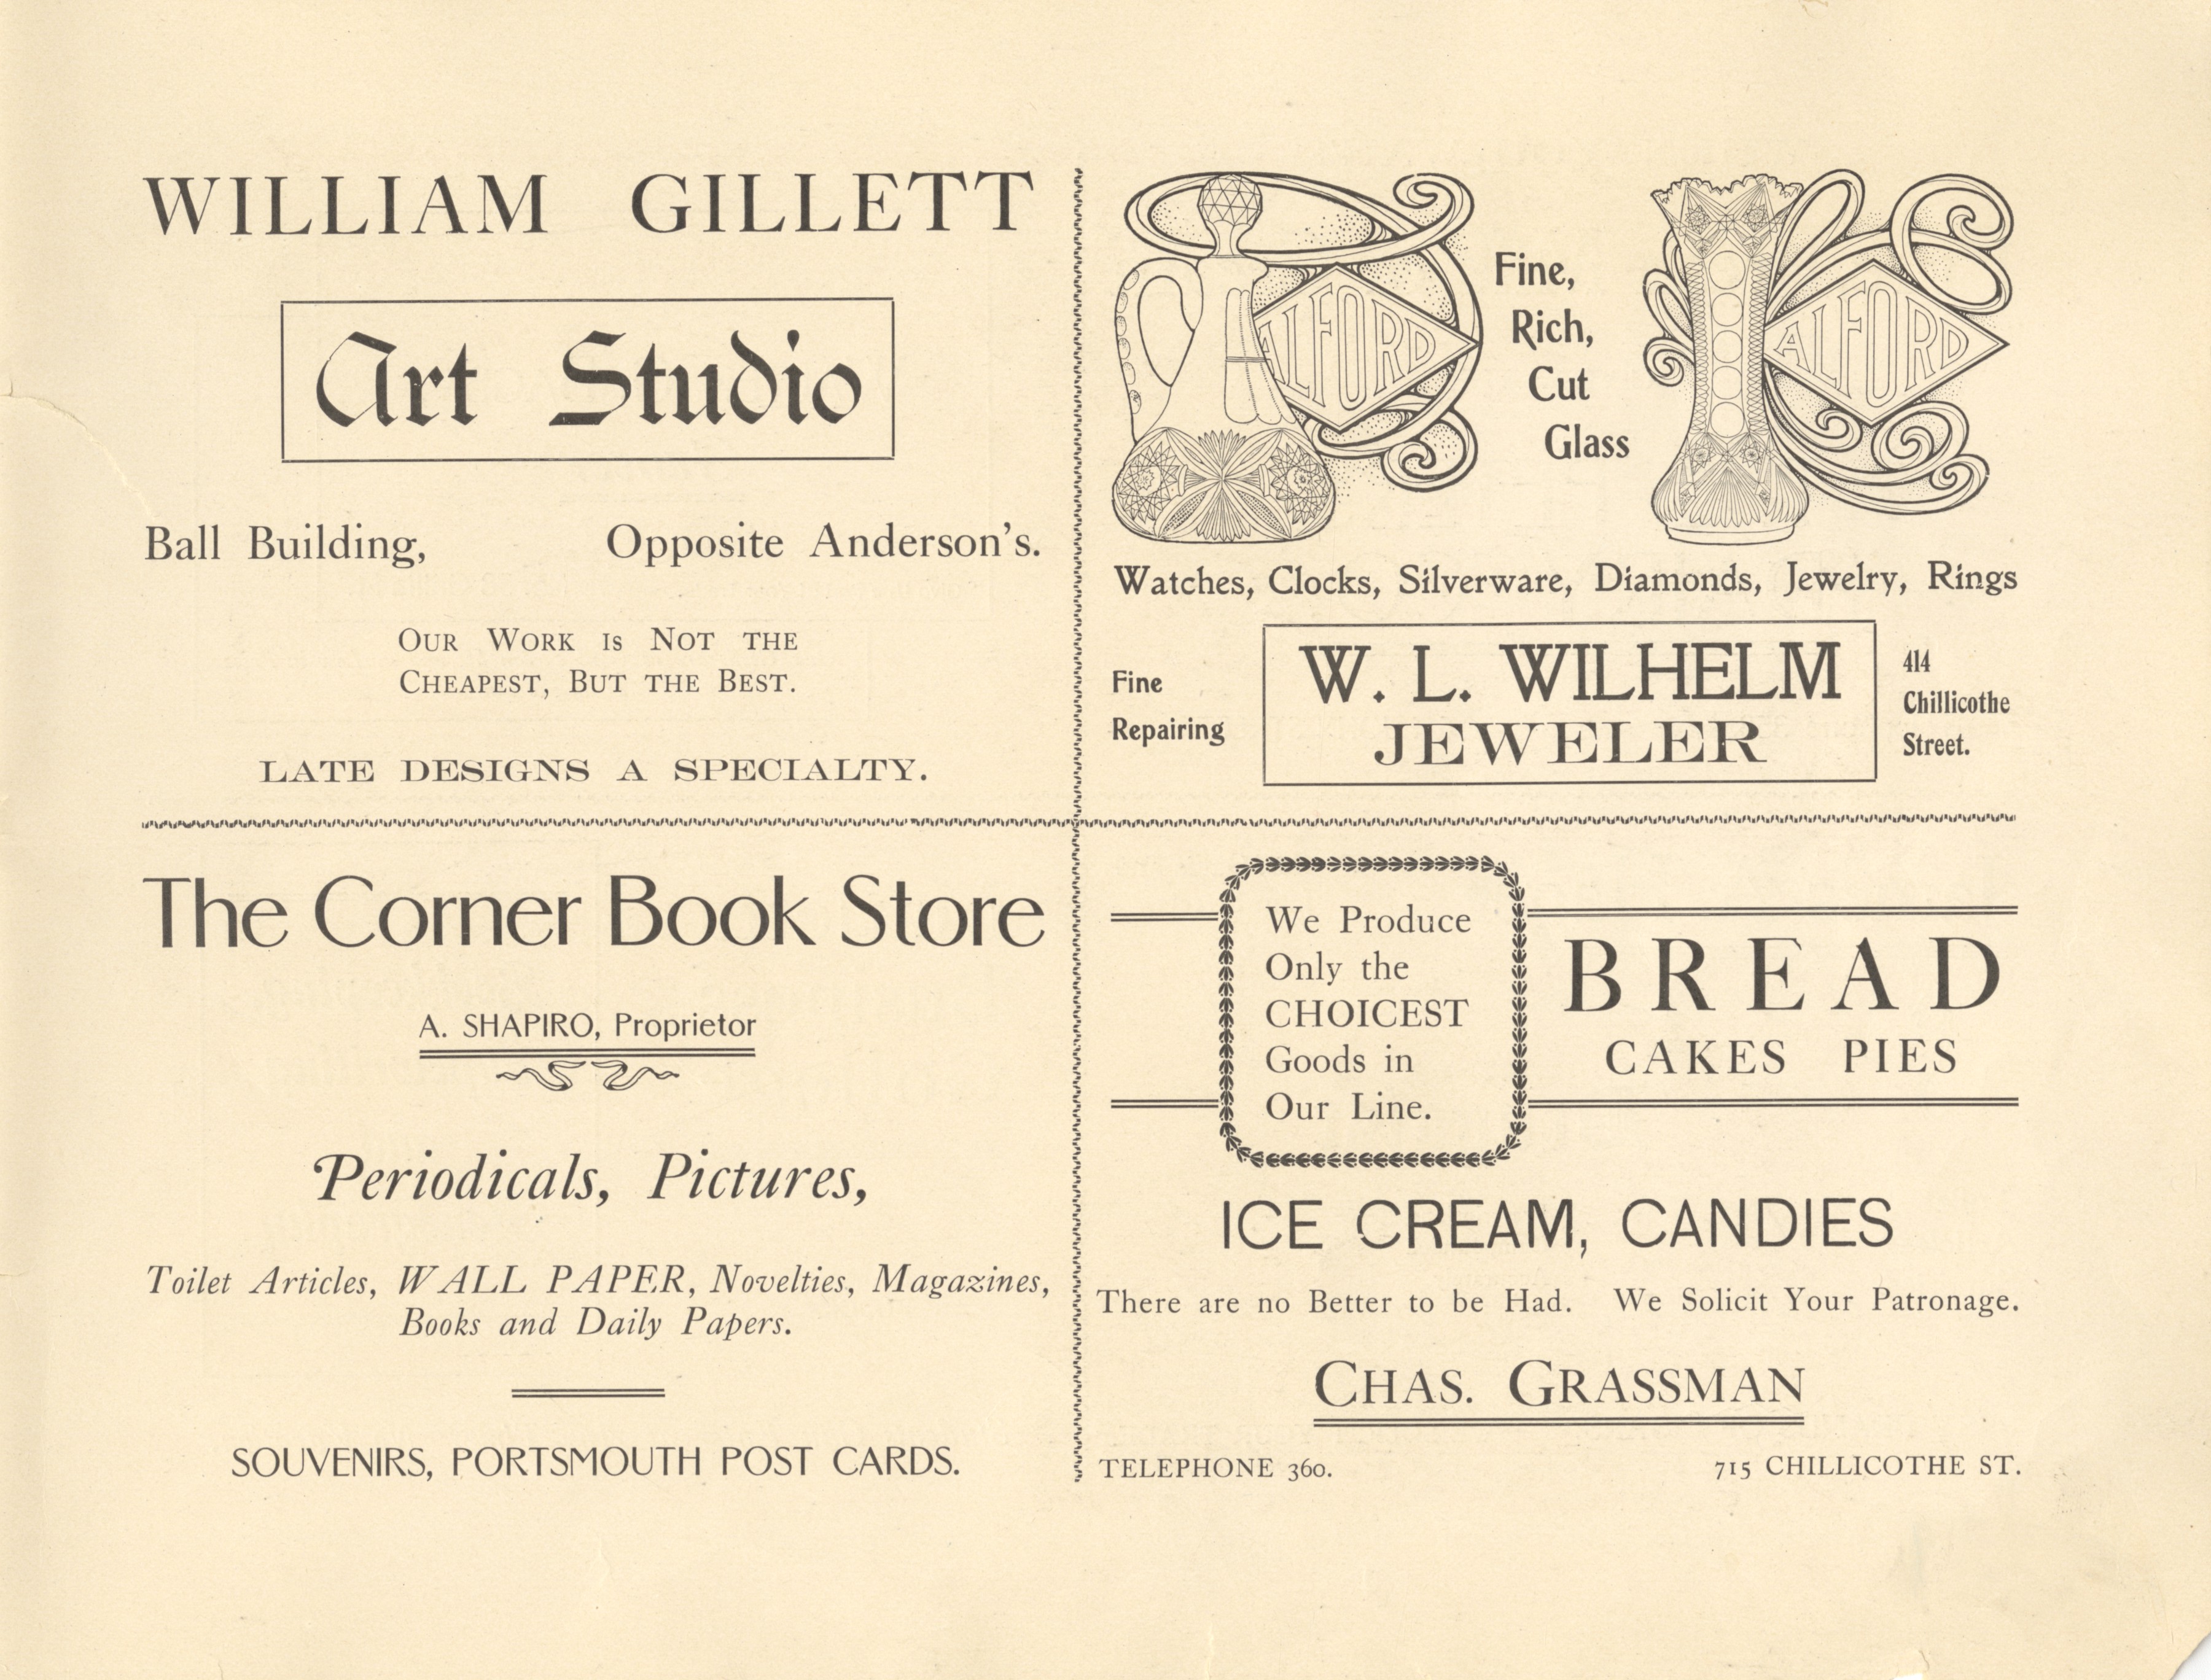 WILLIAM GILLETT
Art Studio
Ball Building, Opposite Anderson's.
OUR WORK IS NOT THE
CHEAPEST, BUT THE BEST.
LATE DESIGNS A SPECIALTY.
ALFORD
Fine,
Rich,
Cut
Glass
ALFORD
Watches, Clocks, Silverware, Diamonds, Jewelry, Rings
Fine
Repairing
W. L. WILHELM
JEWELER
414
Chillicothe
Street.
The Corner Book Store
A. SHAPIRO, Proprietor
Periodicals, Pictures,
Toilet Articles, WALL PAPER, Novelties, Magazines,
Books and Daily Papers.
SOUVENIRS, PORTSMOUTH POST CARDS.
We Produce
Only the
CHOICEST
Goods in
Our Line.
BREAD
CAKES PIES
ICE CREAM, CANDIES
There are no Better to be Had. We Solicit Your Patronage.
CHAS. GRASSMAN
TELEPHONE 360. 715 CHILLICOTHE ST.